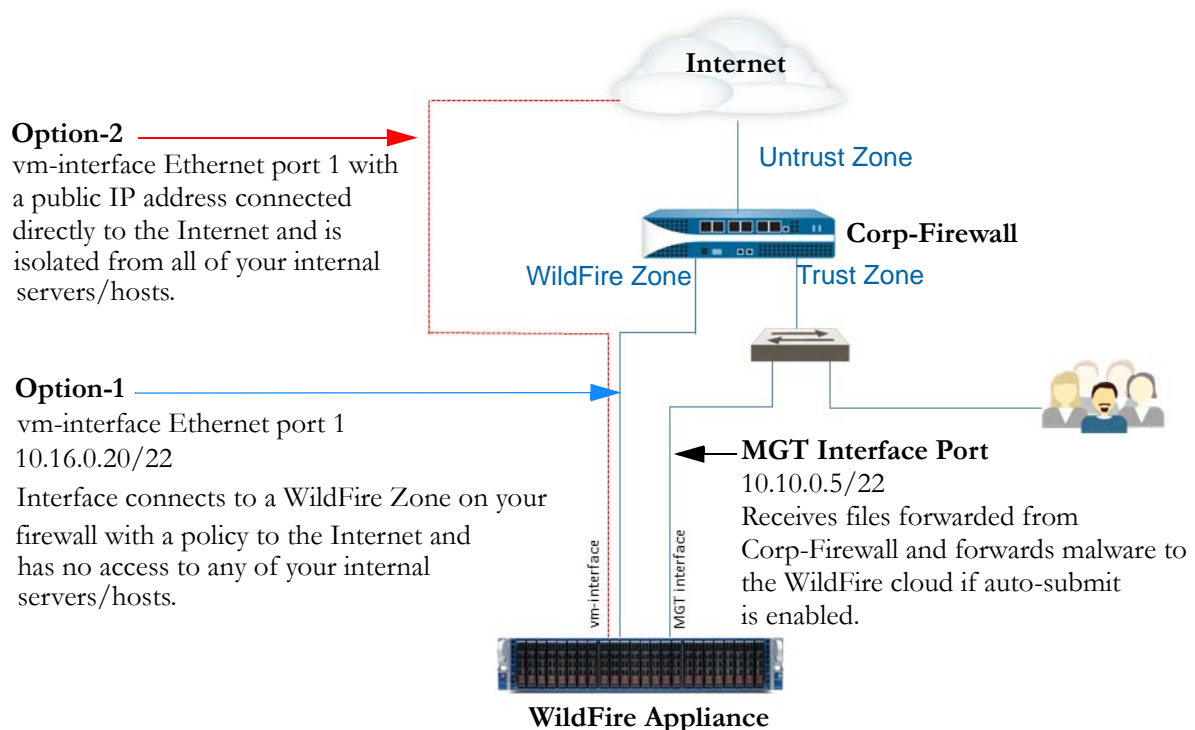 Internet
Option-2
vm-interface Ethernet port 1 with
a public IP address connected
directly to the Internet and is
isolated from all of your internal
servers/hosts.
Untrust Zone
Corp-Firewall
WildFire Zone
Trust Zone
Option-1
vm-interface Ethernet port 1
10.16.0.20/22
Interface connects to a WildFire Zone on your
firewall with a policy to the Internet and
has no access to any of your internal
servers/hosts.
MGT Interface Port
10.10.0.5/22
Receives files forwarded from
Corp-Firewall and forwards malware to
the WildFire cloud if auto-submit
is enabled.
vm-interface
MGT interface
WildFire Appliance